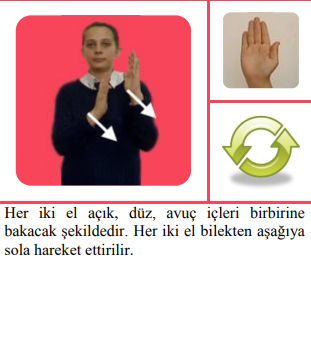 Her iki el açık, düz, avuç içleri birbirine
bakacak şekildedir. Her iki el bilekten aşağıya
sola hareket ettirilir.